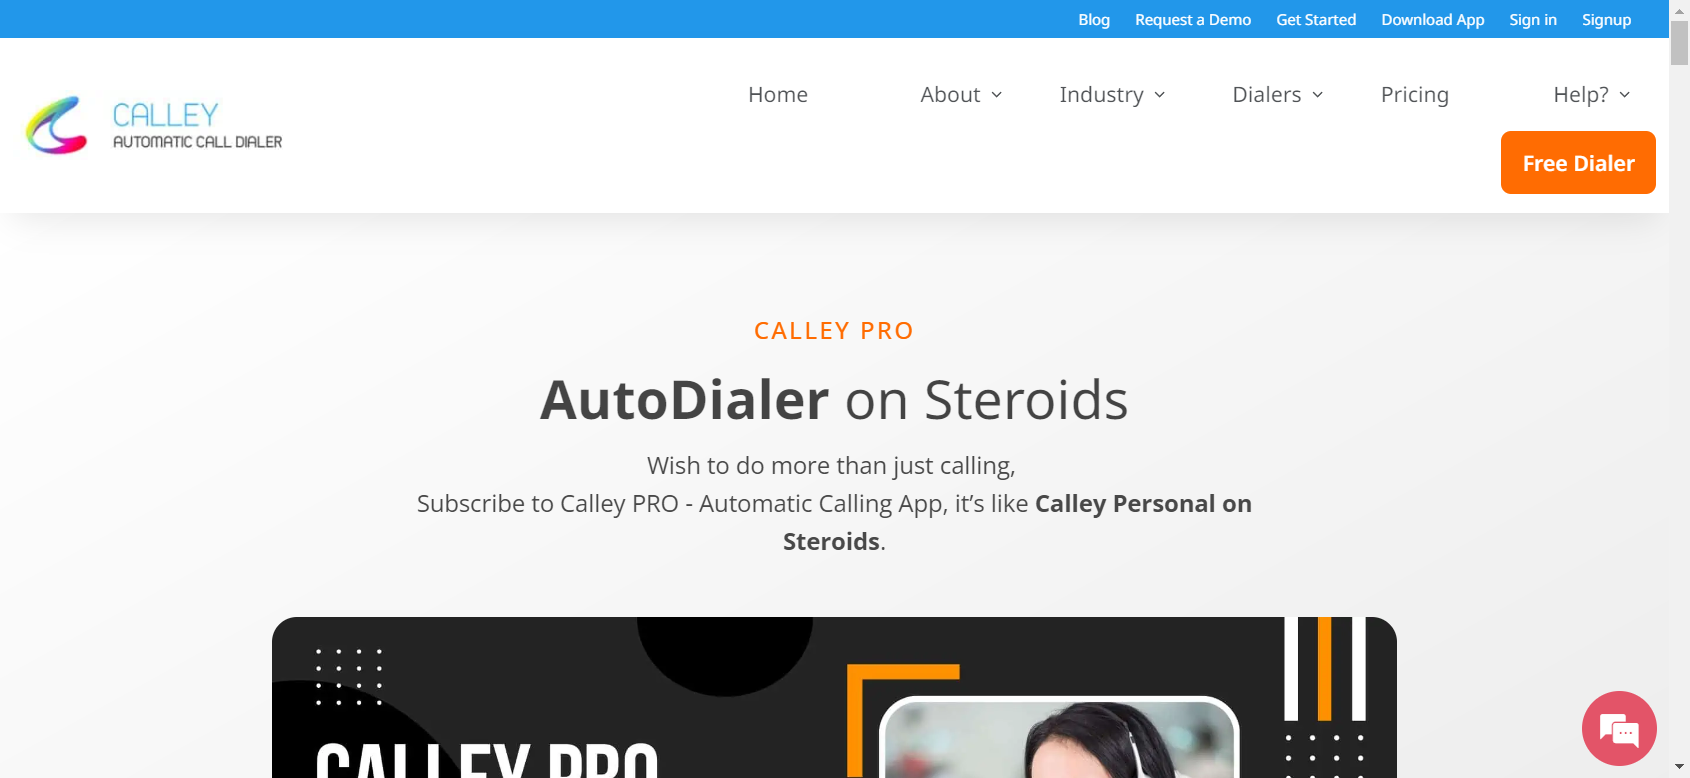 Blog Request a Demo Get Started Download App Sign in Signup
CALLEY
AUTOMATIC CALL DIALER
Home About Industry Dialers Pricing Help?
Free Dialer
CALLEY PRO
AutoDialer on Steroids
Wish to do more than just calling,
Subscribe to Calley PRO - Automatic Calling App, it’s like Calley Personal on
Steroids.
CALLEY PRO